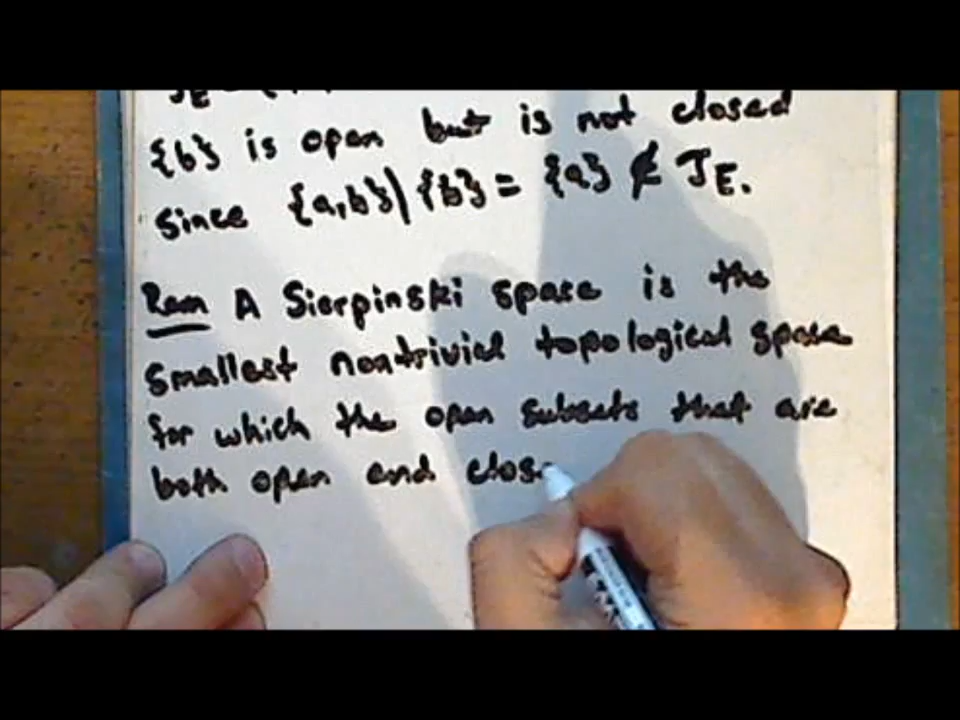 {b} is open but is not closed
since {a,b}\{b} = {a} ∉ J_E.
Rem A Sierpinski space is the
smallest nontrivial topological space
for which the open subsets that are
both open and close